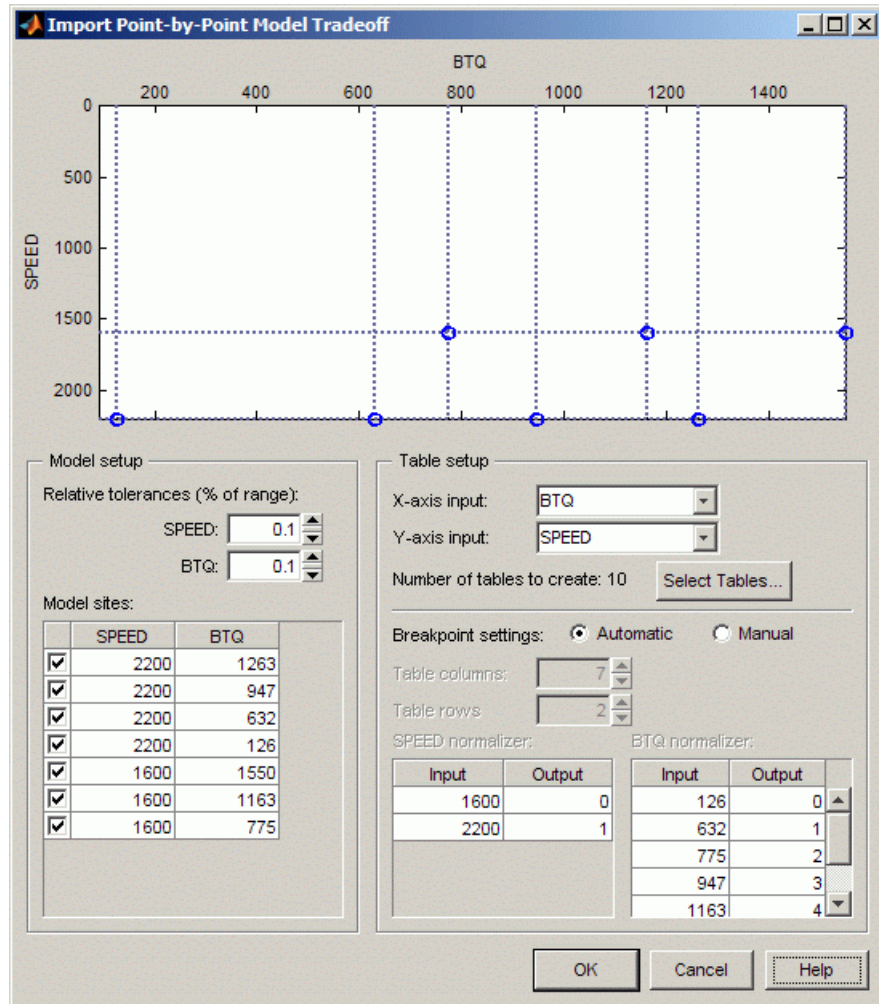 Import Point-by-Point Model Tradeoff
BTQ
200 400 600 800 1000 1200 1400
0
500
1000
1500
2000
SPEED
Model setup
Relative tolerances (% of range):
SPEED: 0.1
BTQ: 0.1
Model sites:
SPEED BTQ
2200 1263
2200 947
2200 632
2200 126
1600 1550
1600 1163
1600 775
Table setup
X-axis input: BTQ
Y-axis input: SPEED
Number of tables to create: 10 Select Tables...
Breakpoint settings: Automatic Manual
Table columns: 7
Table rows 2
SPEED normalizer: BTQ normalizer:
Input Output Input Output
1600 0 126 0
2200 1 632 1
775 2
947 3
1163 4
OK Cancel Help